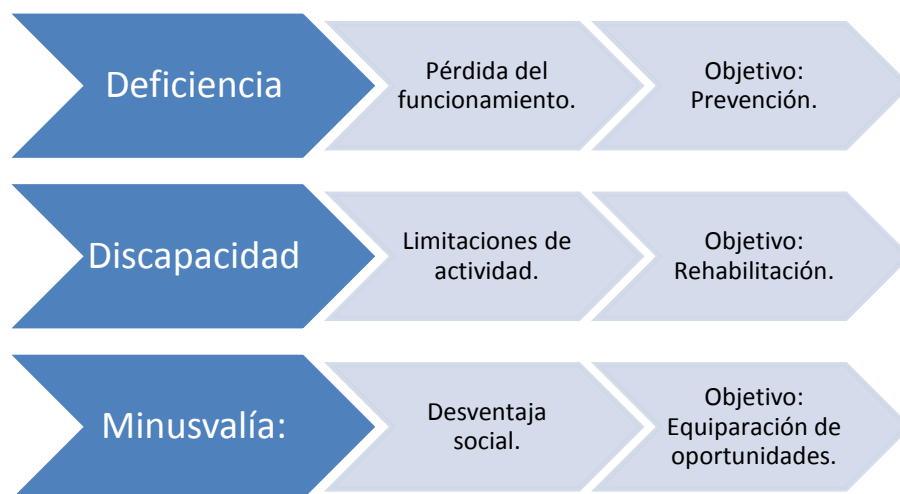 Deficiencia
Pérdida del
funcionamiento.
Objetivo:
Prevención.
Discapacidad
Limitaciones de
actividad.
Objetivo:
Rehabilitación.
Minusvalía:
Desventaja
social.
Objetivo:
Equiparación de
oportunidades.